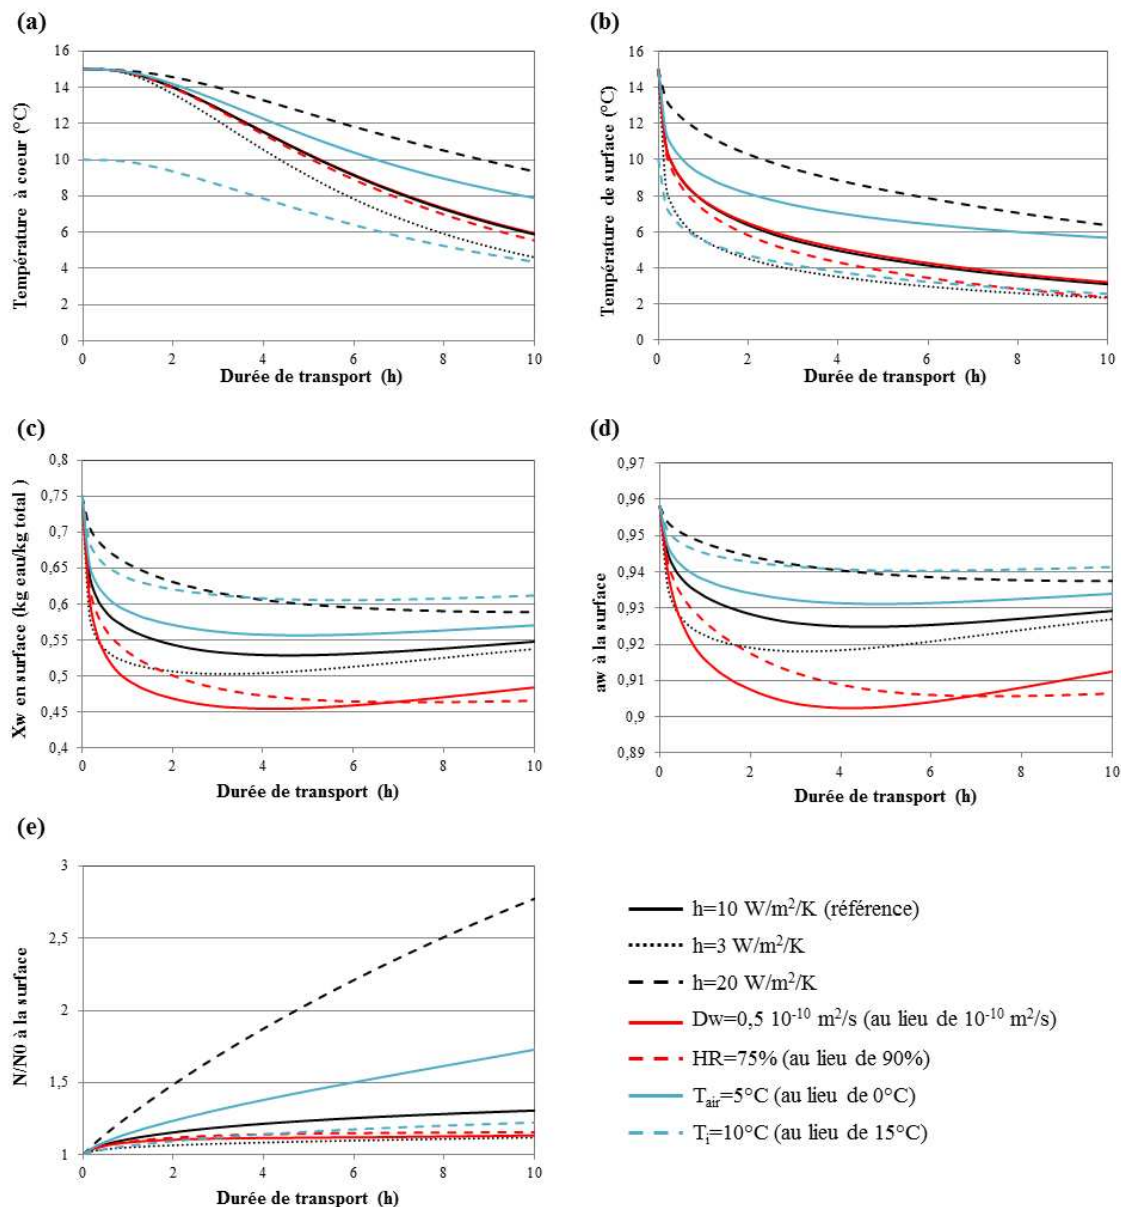 (a)
16
14
12
10
8
6
4
2
0
Température à coeur (°C)
0 2 4 6 8 10
Durée de transport (h)
(b)
16
14
12
10
8
6
4
2
0
Température de surface (°C)
0 2 4 6 8 10
Durée de transport (h)
(c)
0,8
0,75
0,7
0,65
0,6
0,55
0,5
0,45
0,4
Xw en surface (kg eau/kg total )
0 2 4 6 8 10
Durée de transport (h)
(d)
0,97
0,96
0,95
0,94
0,93
0,92
0,91
0,9
0,89
aw à la surface
0 2 4 6 8 10
Durée de transport (h)
(e)
3
2,5
2
1,5
1
N/N0 à la surface
0 2 4 6 8 10
Durée de transport (h)
h=10 W/m²/K (référence)
h=3 W/m²/K
h=20 W/m²/K
Dw=0,5 10⁻¹⁰ m²/s (au lieu de 10⁻¹⁰ m²/s)
HR=75% (au lieu de 90%)
Tair=5°C (au lieu de 0°C)
Ti=10°C (au lieu de 15°C)